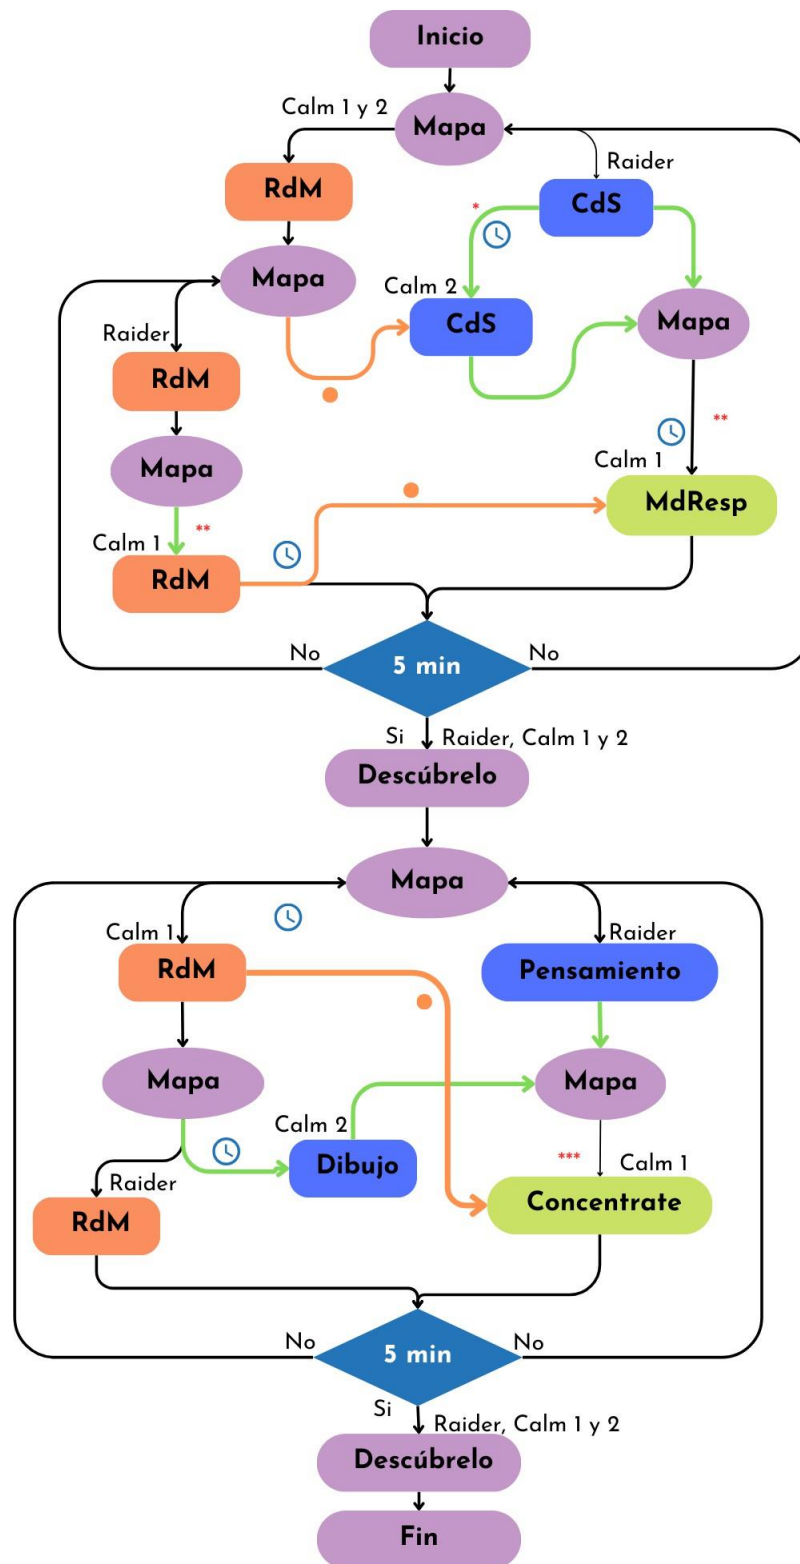 Inicio
Calm 1 y 2
Mapa
Raider
RdM
CdS
*
Mapa
Calm 2
CdS
Mapa
Raider
RdM
**
Mapa
Calm 1
MdResp
**
Calm 1
RdM
No
5 min
No
Si
Raider, Calm 1 y 2
Descúbrelo
Mapa
Calm 1
Raider
RdM
Pensamiento
Mapa
Mapa
Calm 2
Dibujo
***
Calm 1
Raider
Concentrate
RdM
No
5 min
No
Si
Raider, Calm 1 y 2
Descúbrelo
Fin